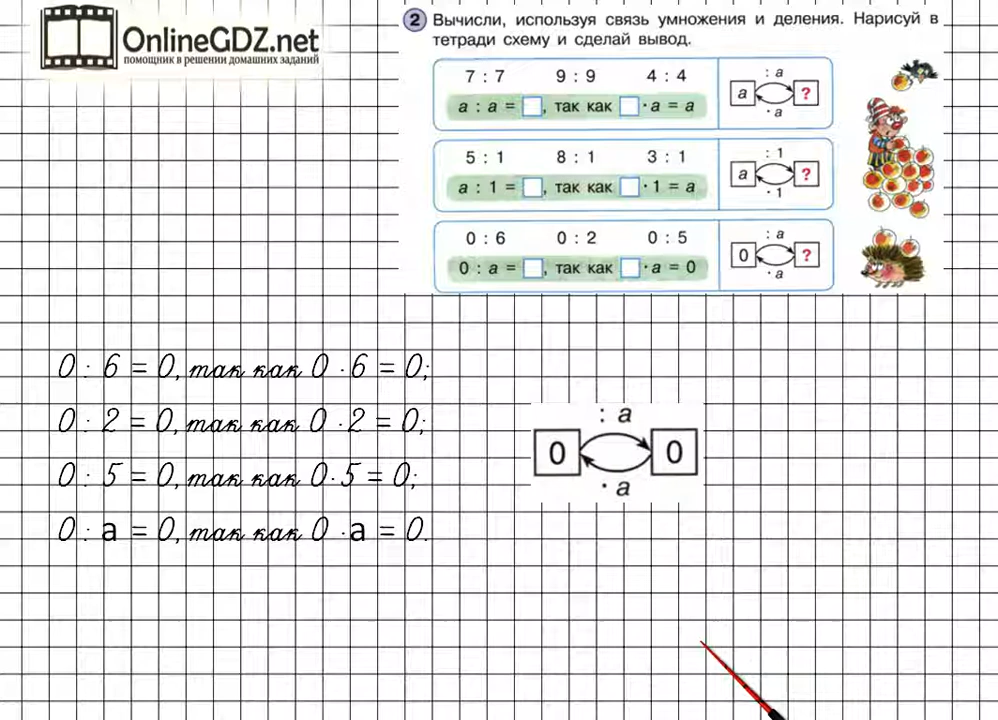 OnlineGDZ.net
помощник в решении домашних заданий
2 Вычисли, используя связь умножения и деления. Нарисуй в
тетради схему и сделай вывод.
7 : 7 9 : 9 4 : 4
a : a = □, так как □ · a = a
: a
a ?
· a
5 : 1 8 : 1 3 : 1
a : 1 = □, так как □ · 1 = a
: 1
a ?
· 1
0 : 6 0 : 2 0 : 5
0 : a = □, так как □ · a = 0
: a
0 ?
· a
0 : 6 = 0, так как 0 · 6 = 0;
0 : 2 = 0, так как 0 · 2 = 0;
0 : 5 = 0, так как 0 · 5 = 0;
0 : а = 0, так как 0 · а = 0.
: a
0 0
· a